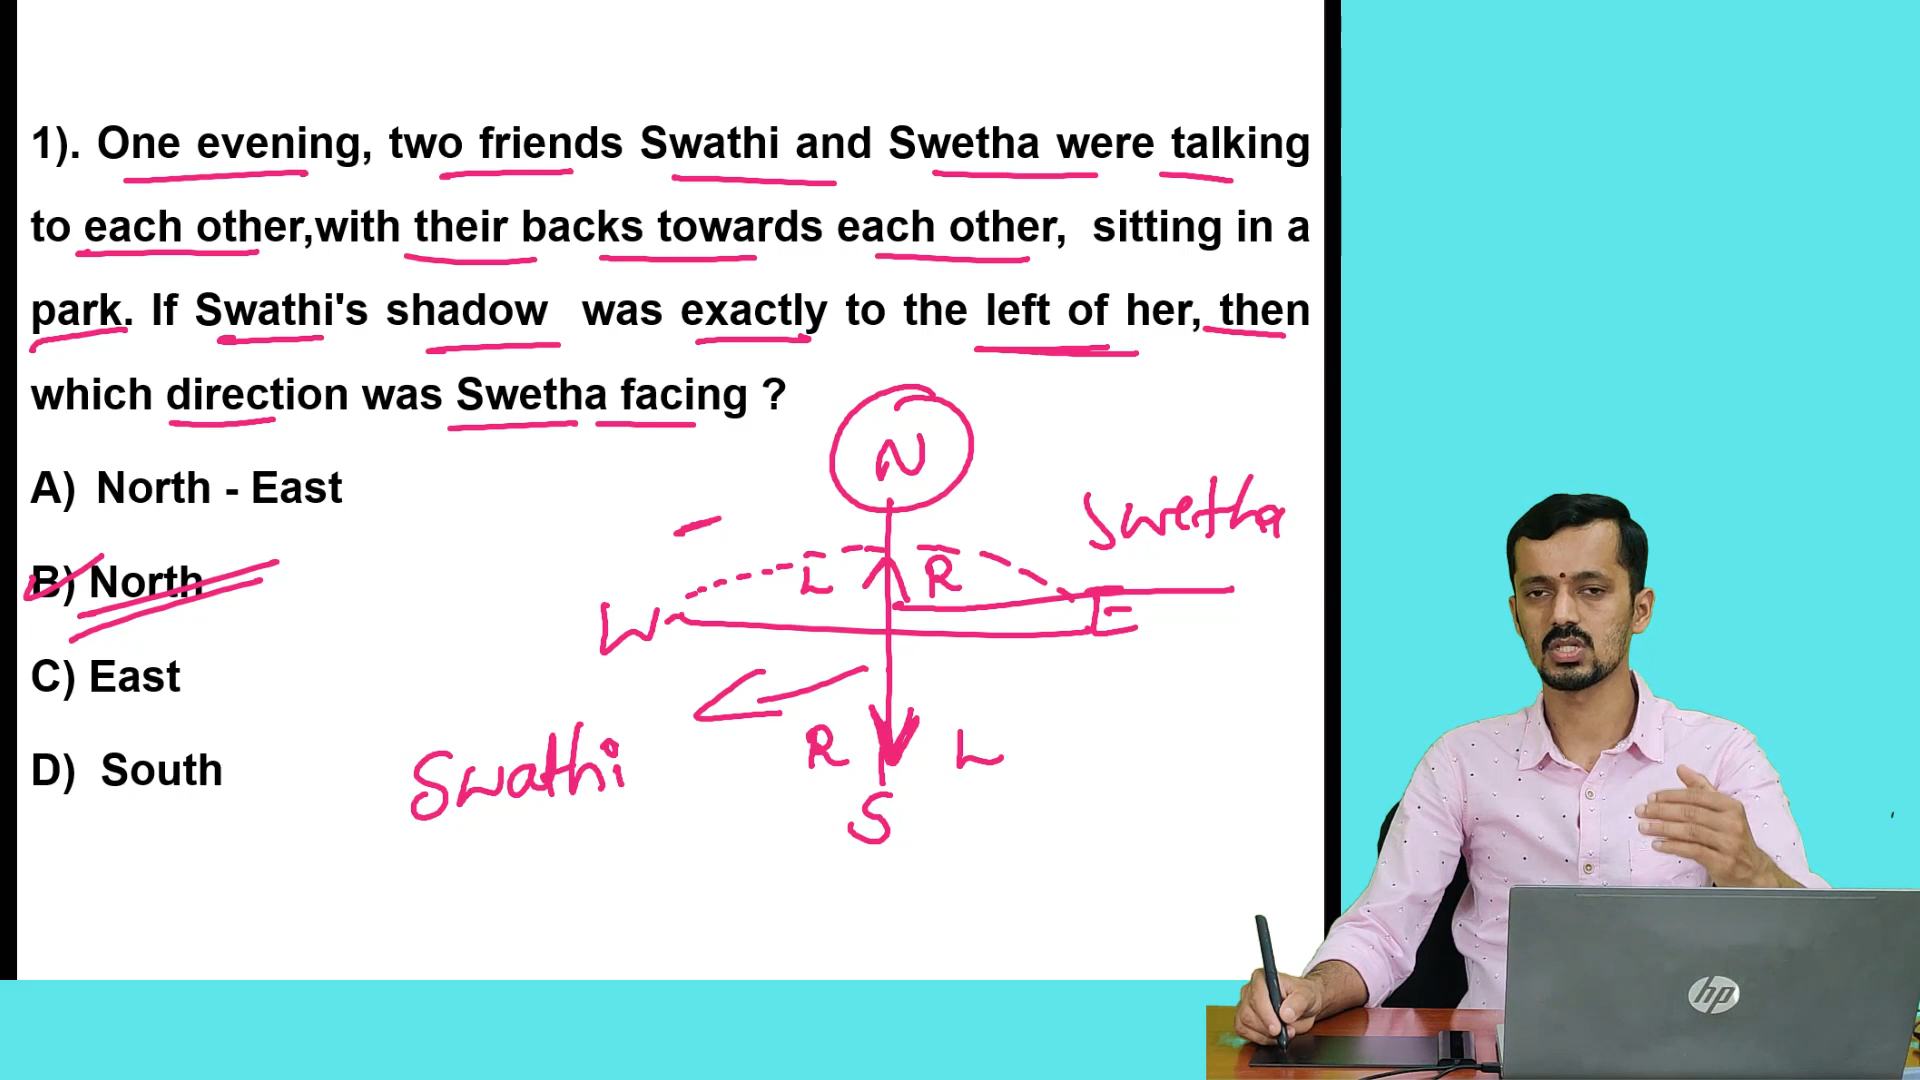 1). One evening, two friends Swathi and Swetha were talking
to each other,with their backs towards each other, sitting in a
park. If Swathi's shadow was exactly to the left of her, then
which direction was Swetha facing ?
A) North - East
B) North
C) East
D) South
N
Swetha
L R
W E
R L
Swathi
S
hp